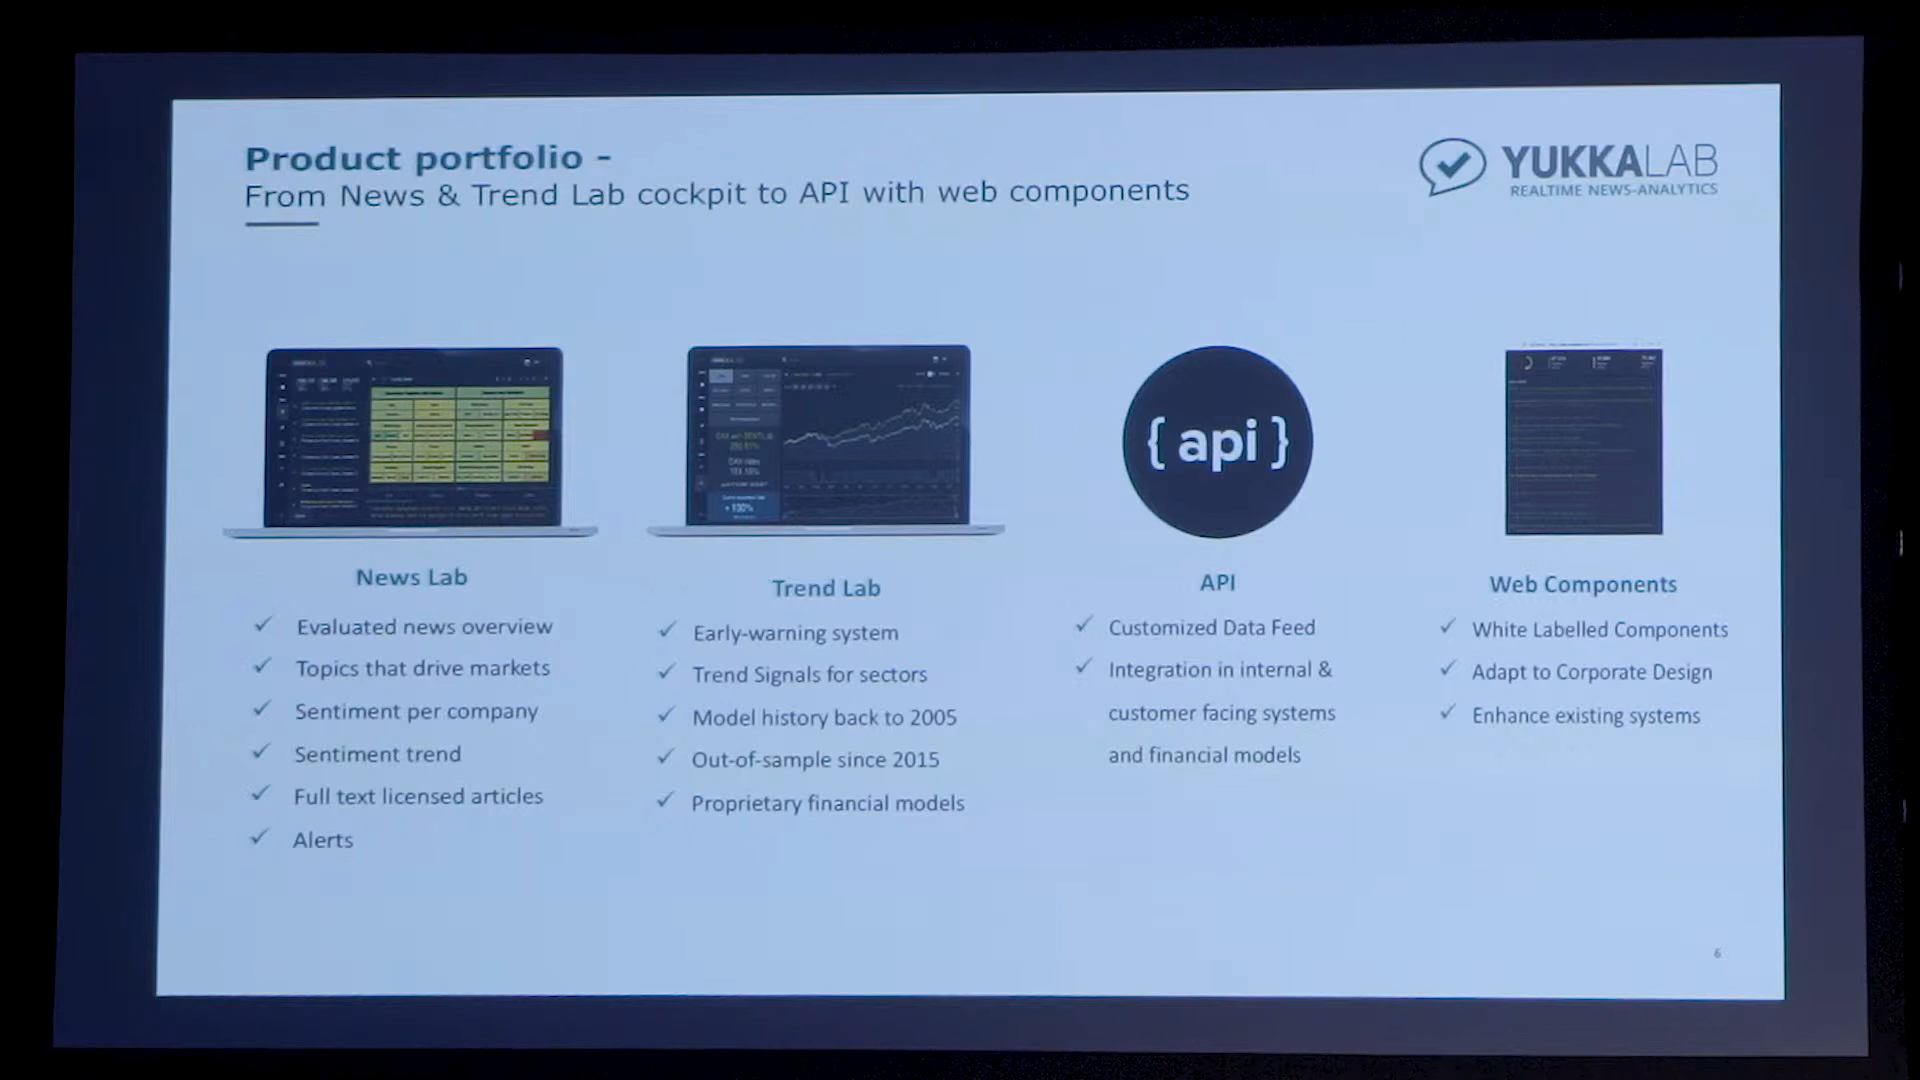 Product portfolio -
From News & Trend Lab cockpit to API with web components
YUKKALAB
REALTIME NEWS-ANALYTICS
{ api }
News Lab
✓ Evaluated news overview
✓ Topics that drive markets
✓ Sentiment per company
✓ Sentiment trend
✓ Full text licensed articles
✓ Alerts
Trend Lab
✓ Early-warning system
✓ Trend Signals for sectors
✓ Model history back to 2005
✓ Out-of-sample since 2015
✓ Proprietary financial models
API
✓ Customized Data Feed
✓ Integration in internal &
customer facing systems
and financial models
Web Components
✓ White Labelled Components
✓ Adapt to Corporate Design
✓ Enhance existing systems
6